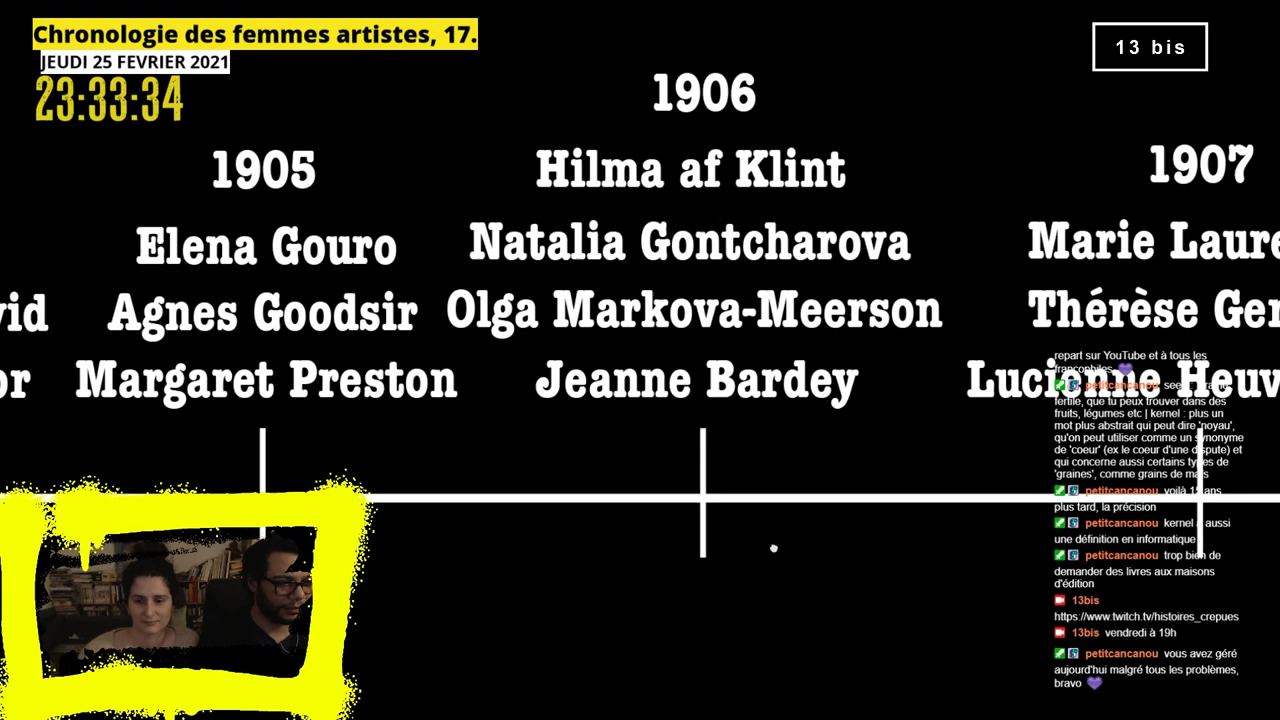 Chronologie des femmes artistes, 17.
JEUDI 25 FEVRIER 2021
23:33:34
13 bis
1905
Elena Gouro
Agnes Goodsir
Margaret Preston
1906
Hilma af Klint
Natalia Gontcharova
Olga Markova-Meerson
Jeanne Bardey
1907
Marie Laure
Thérèse Ger
Lucienne Heuv
vid
or
repart sur YouTube et à tous les
francophiles 💜
petitcancanou
fertile, que tu peux trouver dans des
fruits, légumes etc | kernel : plus un
mot plus abstrait qui peut dire 'noyau',
qu'on peut utiliser comme un synonyme
de 'coeur' (ex le coeur d'une dispute) et
qui concerne aussi certains types de
'graines', comme grains de maïs
petitcancanou voilà 15 ans
plus tard, la précision
petitcancanou kernel a aussi
une définition en informatique
petitcancanou trop bien de
demander des livres aux maisons
d'édition
13bis
https://www.twitch.tv/histoires_crepues
13bis vendredi à 19h
petitcancanou vous avez géré
aujourd'hui malgré tous les problèmes,
bravo 💜